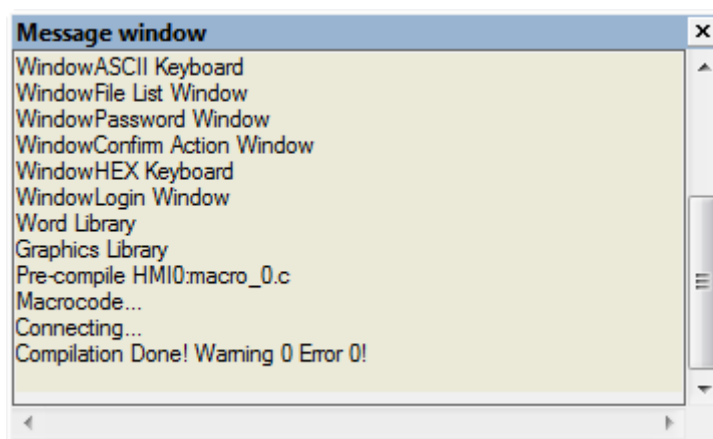 Message window
WindowASCII Keyboard
WindowFile List Window
WindowPassword Window
WindowConfirm Action Window
WindowHEX Keyboard
WindowLogin Window
Word Library
Graphics Library
Pre-compile HMI0:macro_0.c
Macrocode...
Connecting...
Compilation Done! Warning 0 Error 0!